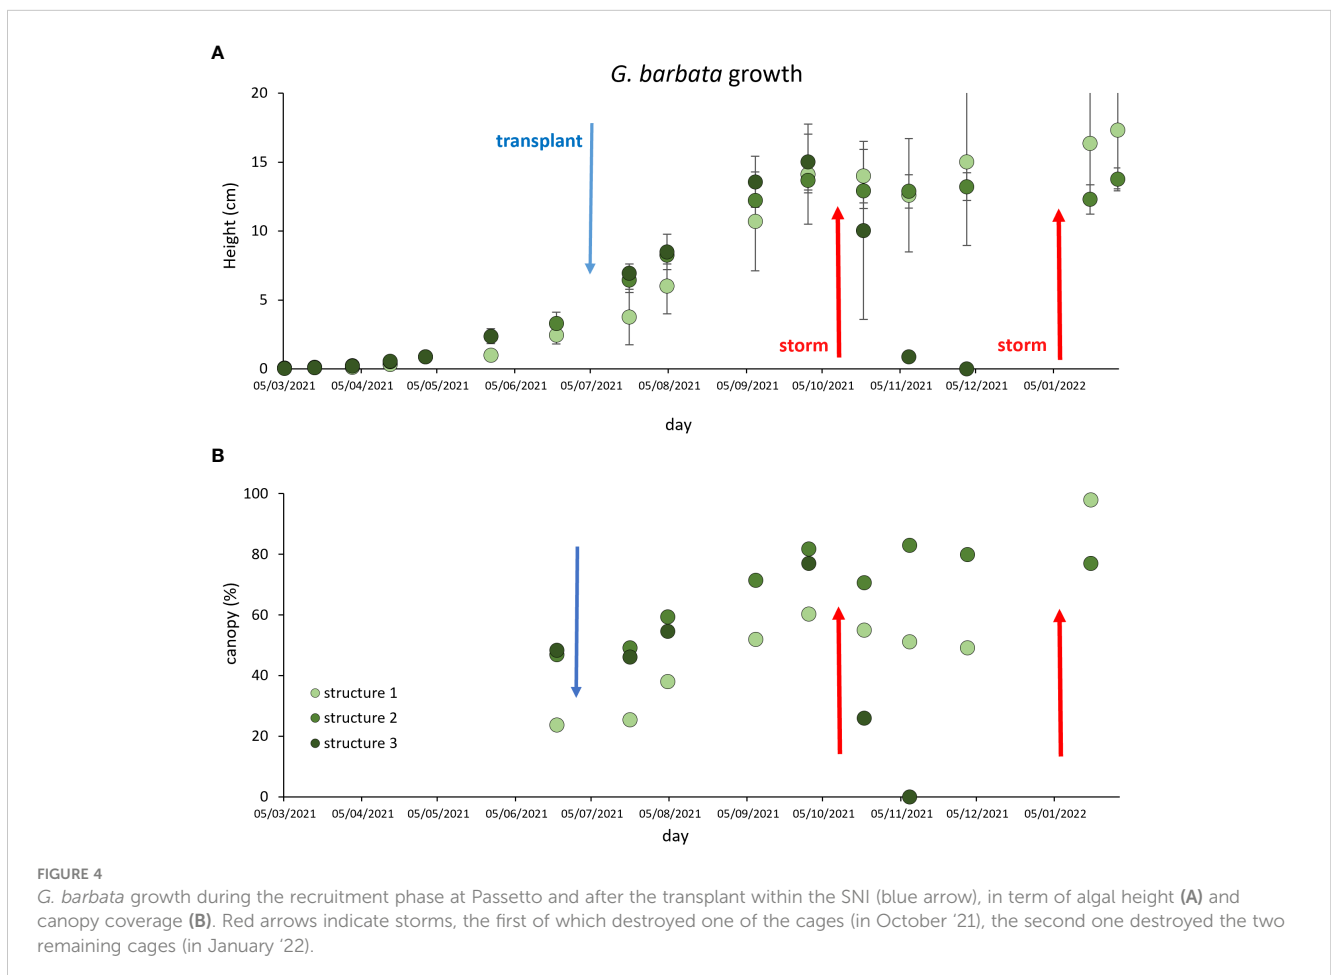 A
G. barbata growth
20
15
10
5
0
Height (cm)
transplant
storm
storm
05/03/2021 05/04/2021 05/05/2021 05/06/2021 05/07/2021 05/08/2021 05/09/2021 05/10/2021 05/11/2021 05/12/2021 05/01/2022
day
B
100
80
60
40
20
0
canopy (%)
structure 1
structure 2
structure 3
05/03/2021 05/04/2021 05/05/2021 05/06/2021 05/07/2021 05/08/2021 05/09/2021 05/10/2021 05/11/2021 05/12/2021 05/01/2022
day
FIGURE 4
G. barbata growth during the recruitment phase at Passetto and after the transplant within the SNI (blue arrow), in term of algal height (A) and
canopy coverage (B). Red arrows indicate storms, the first of which destroyed one of the cages (in October ‘21), the second one destroyed the two
remaining cages (in January ‘22).